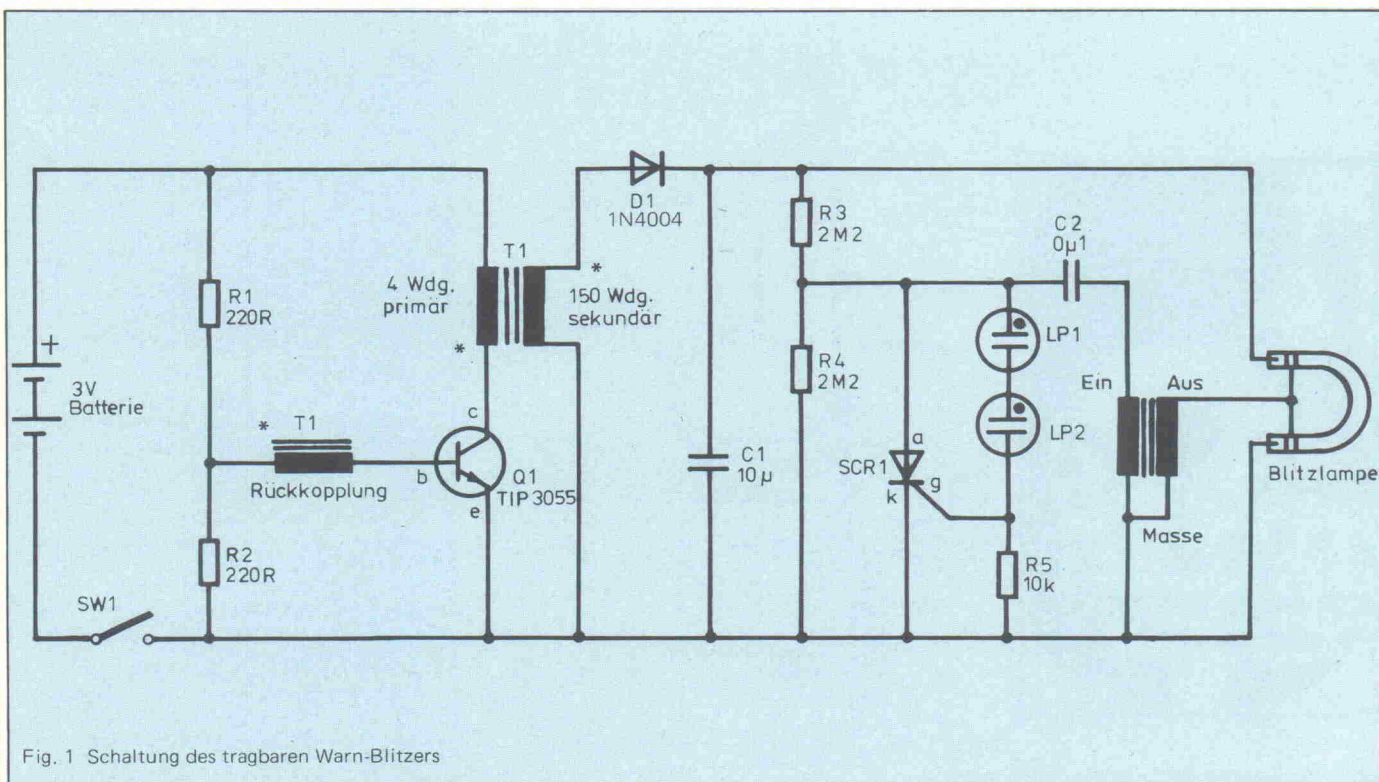 R1
220R
+
3V
Batterie
SW1
R2
220R
*
T1
Rückkopplung
4 Wdg.
primär
*
T1
*
150 Wdg.
sekundär
c
b
e
Q1
TIP 3055
D1
1N4004
C1
10µ
R3
2M2
R4
2M2
SCR1
a
g
k
C2
0µ1
LP1
LP2
R5
10k
Ein
Aus
Masse
Blitzlampe
Fig. 1 Schaltung des tragbaren Warn-Blitzers